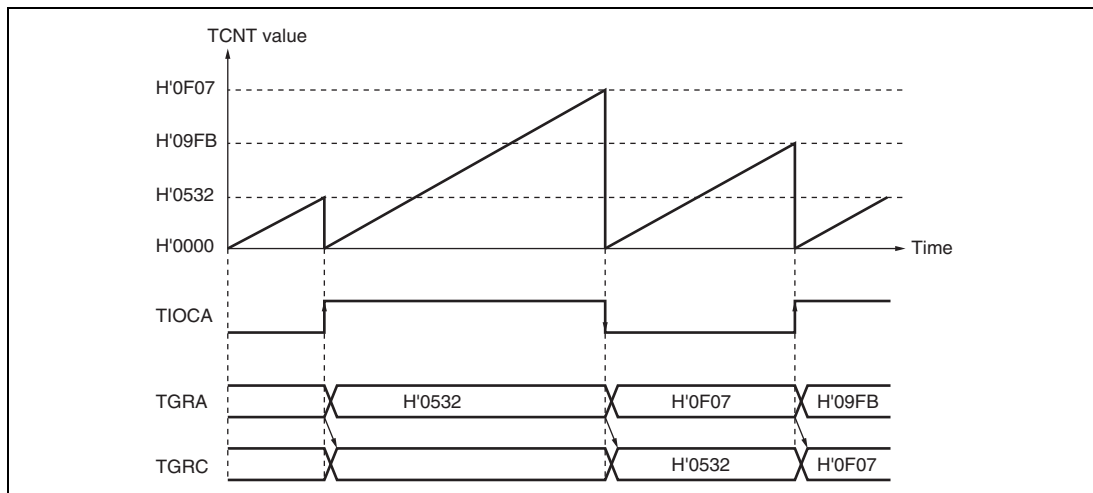 TCNT value
H'0F07
H'09FB
H'0532
H'0000
Time
TIOCA
TGRA H'0532 H'0F07 H'09FB
TGRC H'0532 H'0F07